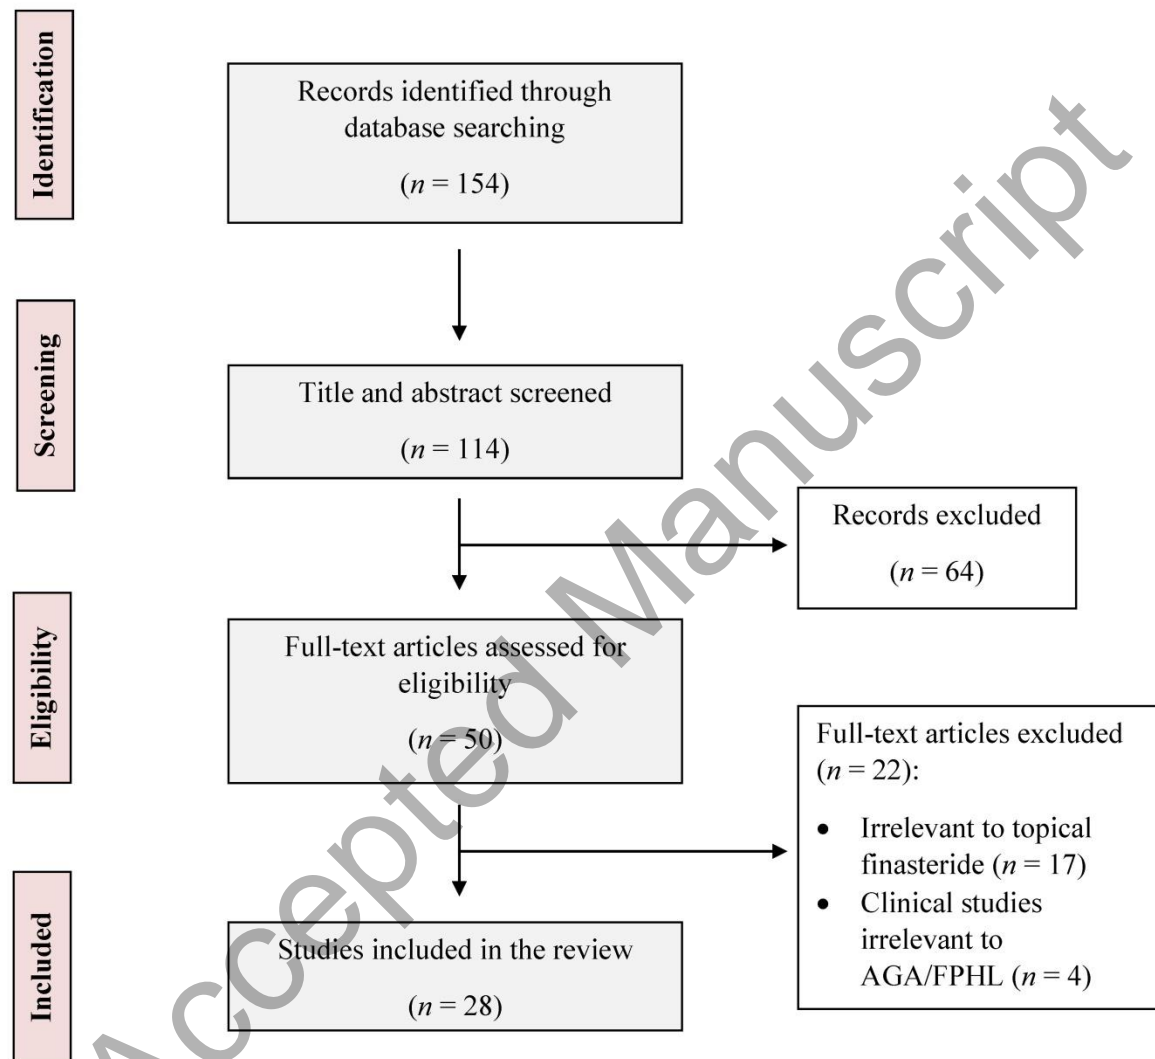 Identification
Records identified through
database searching
(n = 154)
Screening
Title and abstract screened
(n = 114)
Records excluded
(n = 64)
Eligibility
Full-text articles assessed for
eligibility
(n = 50)
Full-text articles excluded
(n = 22):
• Irrelevant to topical
finasteride (n = 17)
• Clinical studies
irrelevant to
AGA/FPHL (n = 4)
Included
Studies included in the review
(n = 28)
Accepted Manuscript